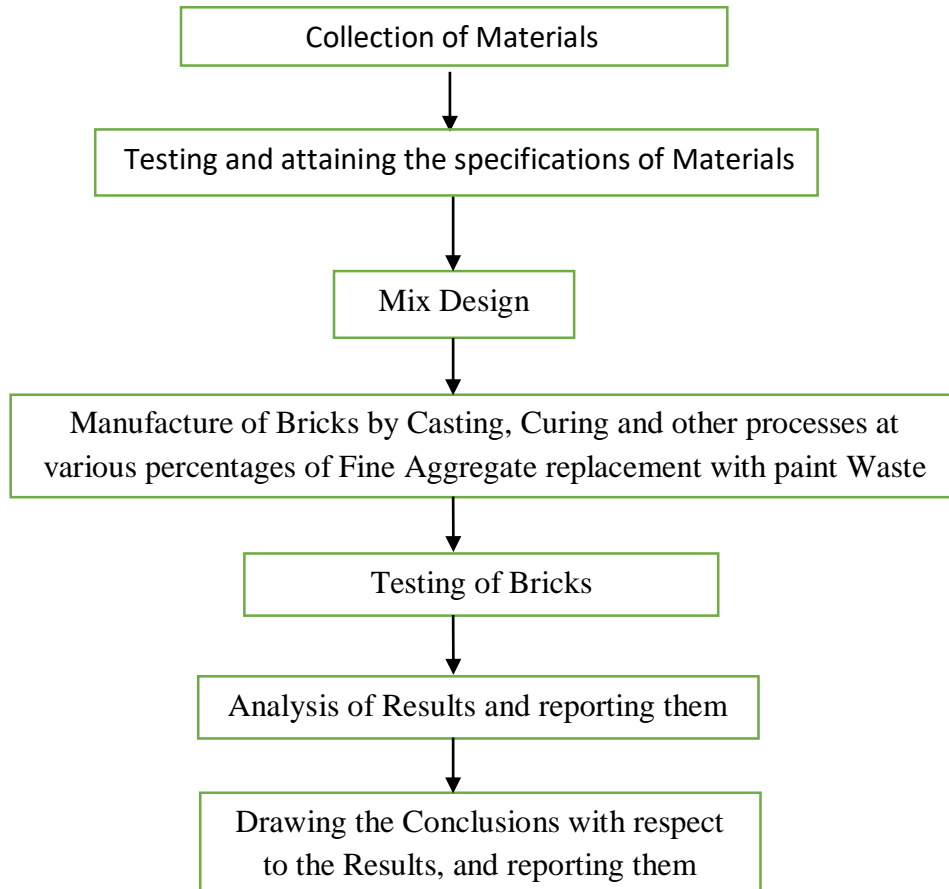 Collection of Materials
Testing and attaining the specifications of Materials
Mix Design
Manufacture of Bricks by Casting, Curing and other processes at
various percentages of Fine Aggregate replacement with paint Waste
Testing of Bricks
Analysis of Results and reporting them
Drawing the Conclusions with respect
to the Results, and reporting them